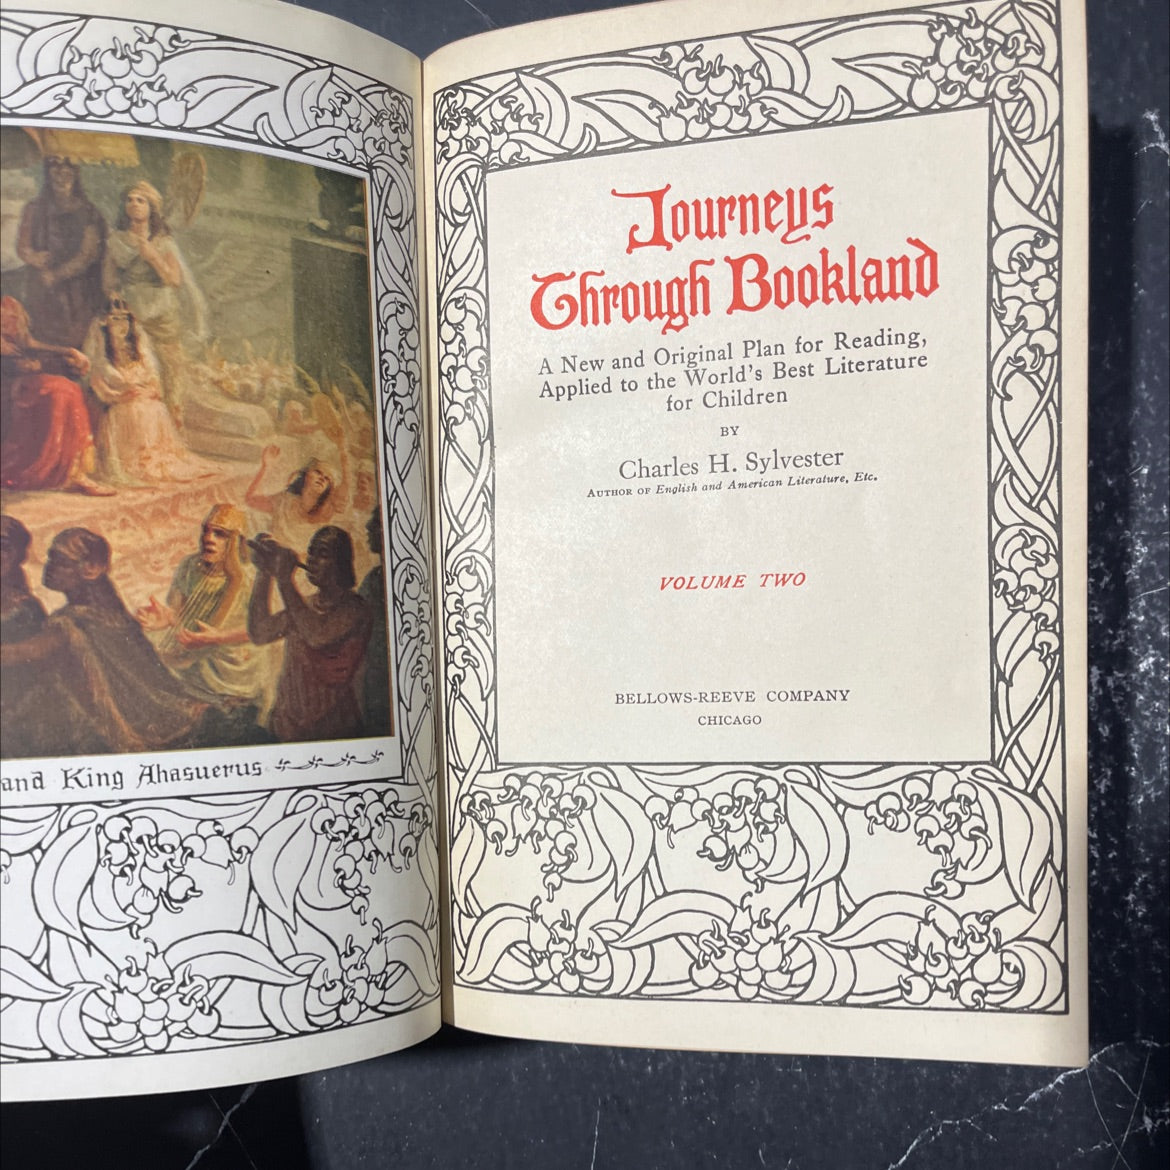 and King Ahasuerus
Journeys
Through Bookland
A New and Original Plan for Reading,
Applied to the World's Best Literature
for Children
BY
Charles H. Sylvester
AUTHOR OF English and American Literature, Etc.
VOLUME TWO
BELLOWS-REEVE COMPANY
CHICAGO